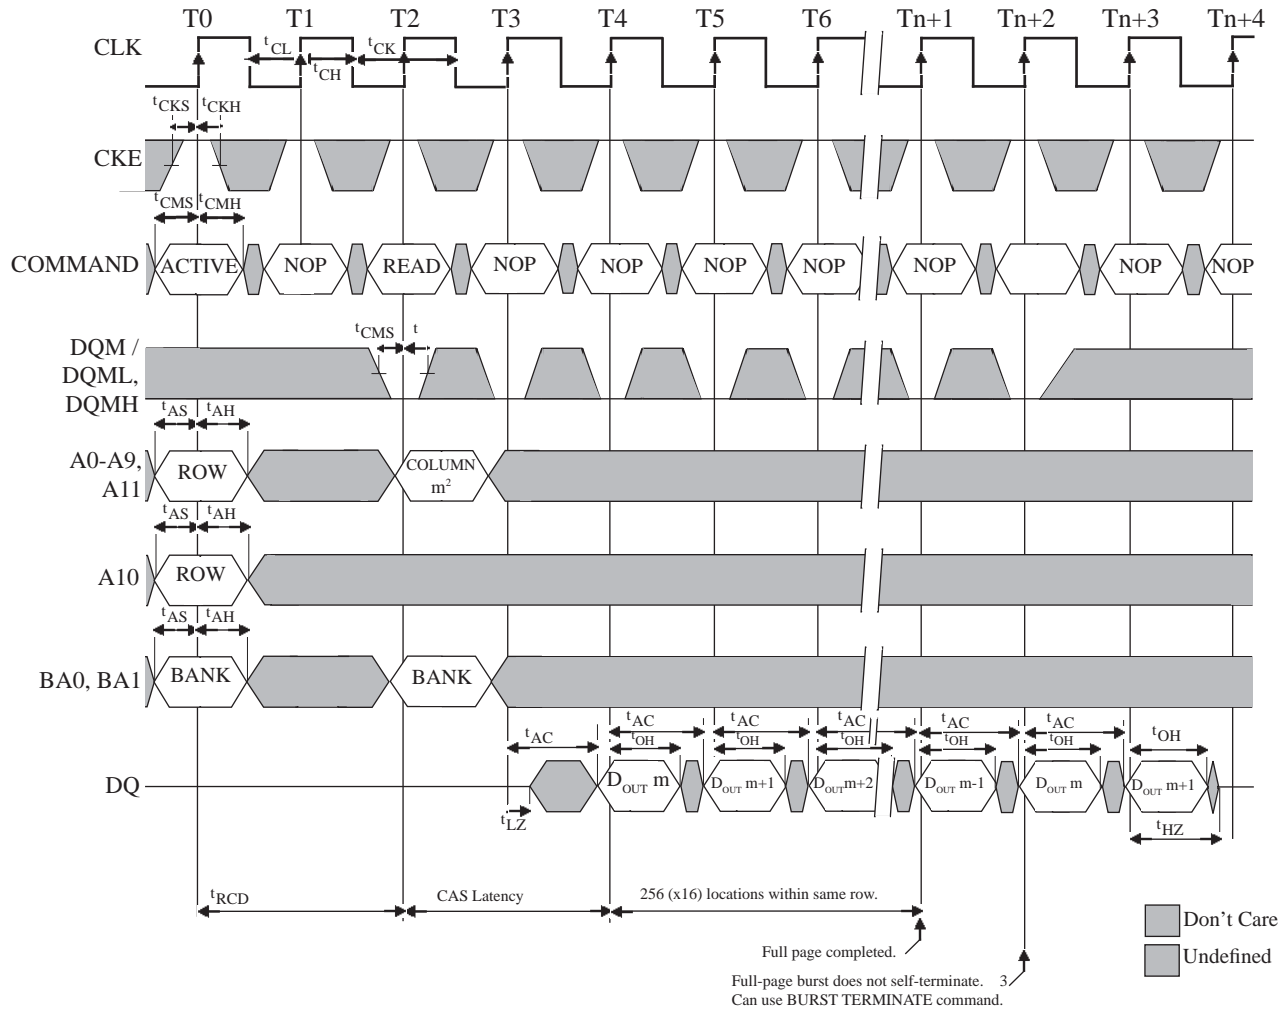 T0 T1 T2 T3 T4 T5 T6 Tn+1 Tn+2 Tn+3 Tn+4
CLK
tCL tCK
tCH
tCKS tCKH
CKE
tCMS tCMH
COMMAND ACTIVE NOP READ NOP NOP NOP NOP NOP NOP NOP
tCMS t
DQM /
DQML,
DQMH
tAS tAH
A0-A9,
A11
ROW
COLUMN
m²
tAS tAH
A10 ROW
tAS tAH
BA0, BA1 BANK BANK
tAC tAC tAC tAC tAC tAC
tOH tOH tOH tOH tOH tOH
DQ DOUT m DOUT m+1 DOUT m+2 DOUT m-1 DOUT m DOUT m+1
tLZ tHZ
tRCD CAS Latency 256 (x16) locations within same row.
Full page completed.
Full-page burst does not self-terminate. 3
Can use BURST TERMINATE command.
Don't Care
Undefined